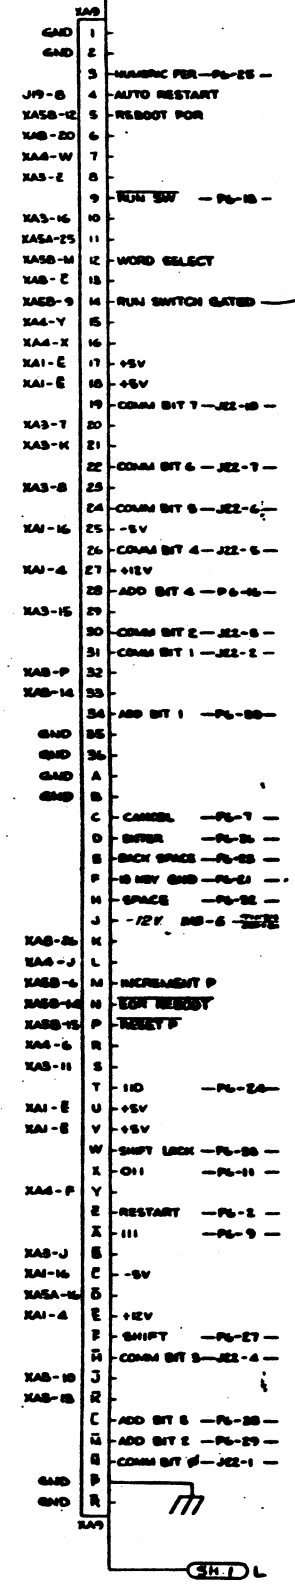 XA9
GND 1
GND 2
3 NUMERIC PER - P6-25
J19-8 4 AUTO RESTART
XA5B-12 5 REBOOT POR
XA8-20 6
XA4-W 7
XA3-Z 8
9 RUN SW - P6-18
XA3-16 10
XA5A-25 11
XA5B-M 12 WORD SELECT
XA8-C̅ 13
XA5B-9 14 RUN SWITCH GATED
XA4-Y 15
XA4-X 16
XA1-E̅ 17 +5V
XA1-E̅ 18 +5V
19 COMM BIT 7 - J22-18
XA3-7 20
XA3-K 21
22 COMM BIT 6 - J22-7
XA3-8 23
24 COMM BIT 5 - J22-6
XA1-16 25 -5V
26 COMM BIT 4 - J22-5
XA1-4 27 +12V
28 ADD BIT 4 - P6-16
XA3-15 29
30 COMM BIT 2 - J22-8
31 COMM BIT 1 - J22-2
XA8-P 32
XA8-14 33
34 ADD BIT 1 - P6-30
GND 35
GND 36
GND A
GND B
C CANCEL - P6-7
D ENTER - P6-26
E BACK SPACE - P6-23
F 10 KEY GND - P6-21
H SPACE - P6-32
J -12V
XA8-26 K
XA4-J L
XA5B-6 M INCREMENT P
XA5B-14 N EOR REBOOT
XA5B-15 P RESET P
XA4-6 R
XA3-11 S
T 110 - P6-24
XA1-E̅ U +5V
XA1-E̅ V +5V
W SHIFT LOCK
X 011 - P6-11
XA4-F Y
Z̅ RESTART - P6-2
A̅ 111 - P6-9
XA3-J B̅
XA1-16 C̅ -5V
XA5A-16 D̅
XA1-4 E̅ +12V
F̅ SHIFT - P6-27
H̅ COMM BIT 3 - J22-4
XA8-10 J̅
XA8-18 K̅
L̅ ADD BIT 8 - P6-28
M̅ ADD BIT 2 - P6-29
N̅ COMM BIT Ø - J22-1
GND P̅
GND R̅
XA9
SH.1 L